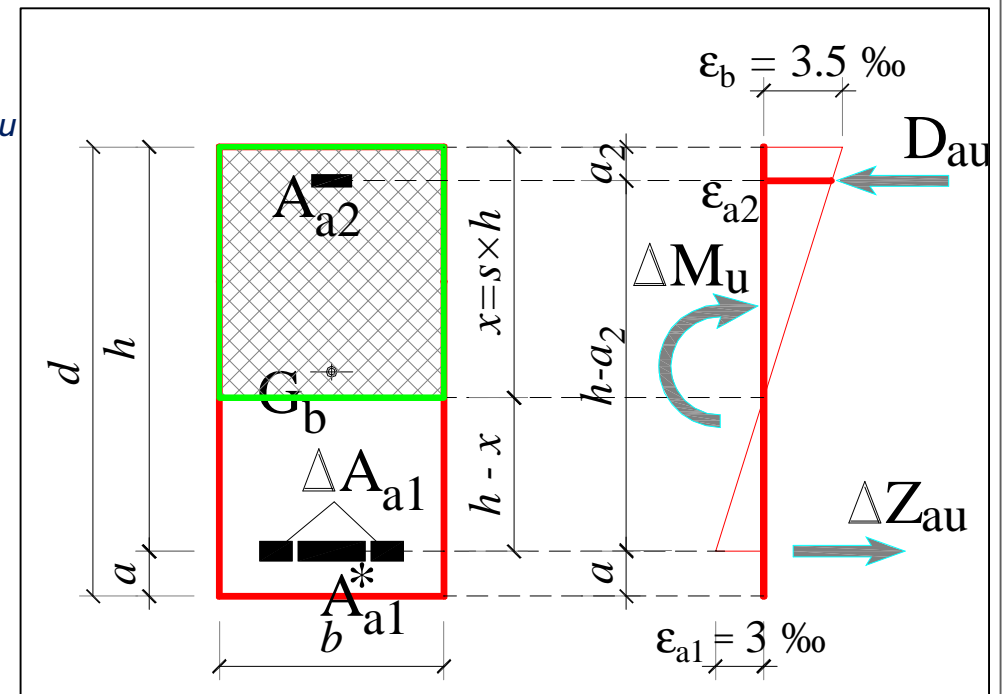 u
εb = 3.5 ‰
Dau
a2
Aa2
εa2
ΔMu
x=s×h
h
d
h-a2
Gb
h - x
ΔAa1
ΔZau
a
a
A*a1
b
εa1 = 3 ‰